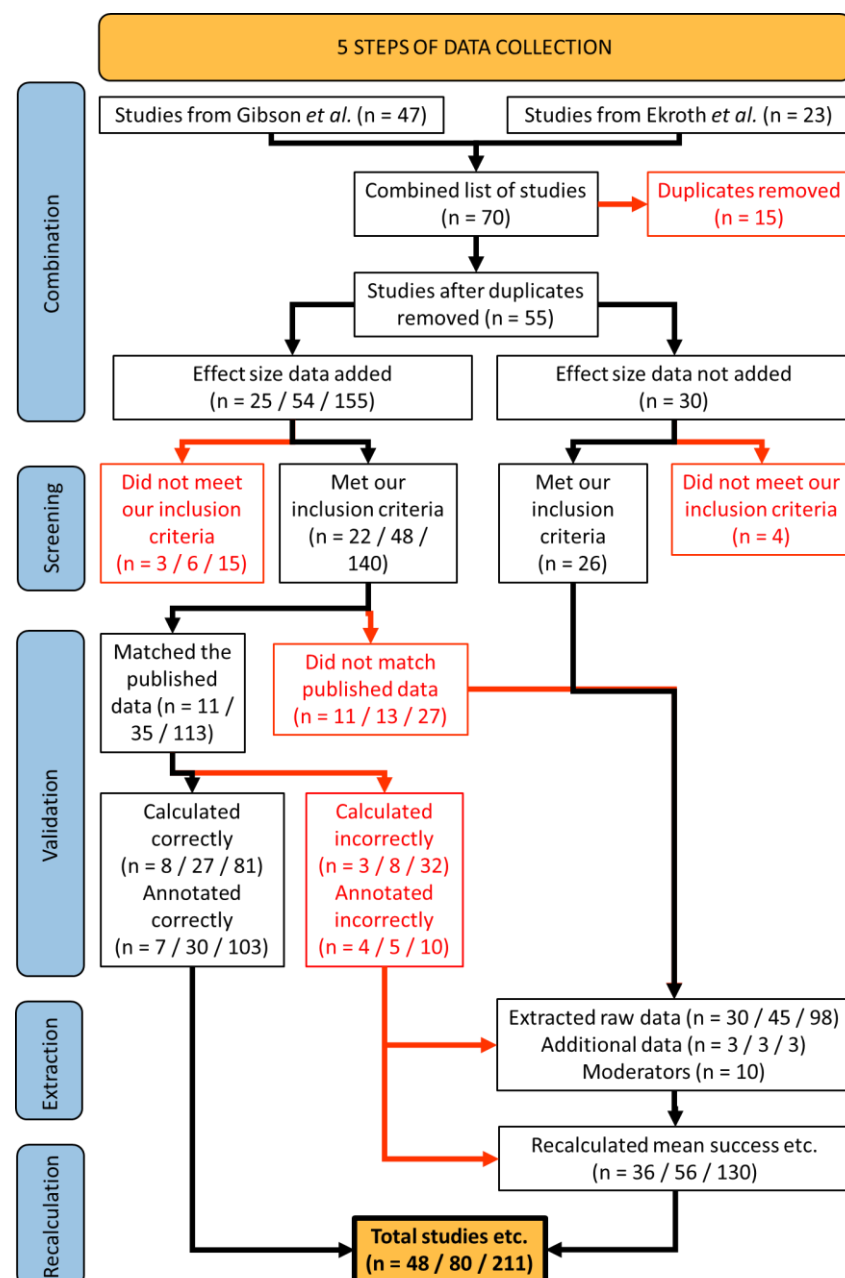 5 STEPS OF DATA COLLECTION
Combination
Studies from Gibson et al. (n = 47)
Studies from Ekroth et al. (n = 23)
Combined list of studies
(n = 70)
Duplicates removed
(n = 15)
Studies after duplicates
removed (n = 55)
Effect size data added
(n = 25 / 54 / 155)
Effect size data not added
(n = 30)
Screening
Did not meet
our inclusion
criteria
(n = 3 / 6 / 15)
Met our
inclusion criteria
(n = 22 / 48 /
140)
Met our
inclusion
criteria
(n = 26)
Did not meet our
inclusion criteria
(n = 4)
Validation
Matched the
published
data (n = 11 /
35 / 113)
Did not match
published data
(n = 11 / 13 / 27)
Calculated
correctly
(n = 8 / 27 / 81)
Annotated
correctly
(n = 7 / 30 / 103)
Calculated
incorrectly
(n = 3 / 8 / 32)
Annotated
incorrectly
(n = 4 / 5 / 10)
Extraction
Extracted raw data (n = 30 / 45 / 98)
Additional data (n = 3 / 3 / 3)
Moderators (n = 10)
Recalculation
Recalculated mean success etc.
(n = 36 / 56 / 130)
Total studies etc.
(n = 48 / 80 / 211)